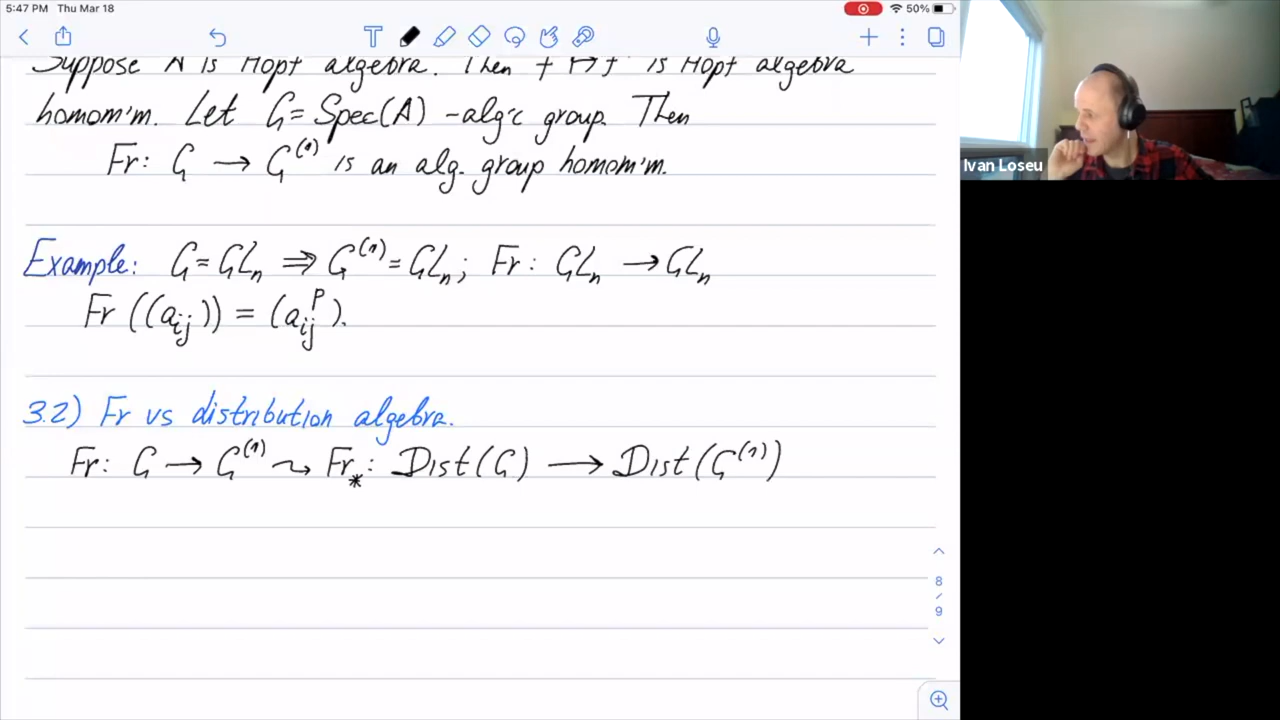 5:47 PM Thu Mar 18
50%
Suppose A is Hopf algebra. Then f ↦ f is Hopf algebra
homom'm. Let G = Spec(A) - alg'c group. Then
Fr: G → G^(1) is an alg. group homom'm.
Ivan Loseu
Example: G = GL_n ⇒ G^(1) = GL_n; Fr: GL_n → GL_n
Fr((a_ij)) = (a_ij^p).
3.2) Fr vs distribution algebra.
Fr: G → G^(1) ⤳ Fr_*: Dist(G) → Dist(G^(1))
8
/
9